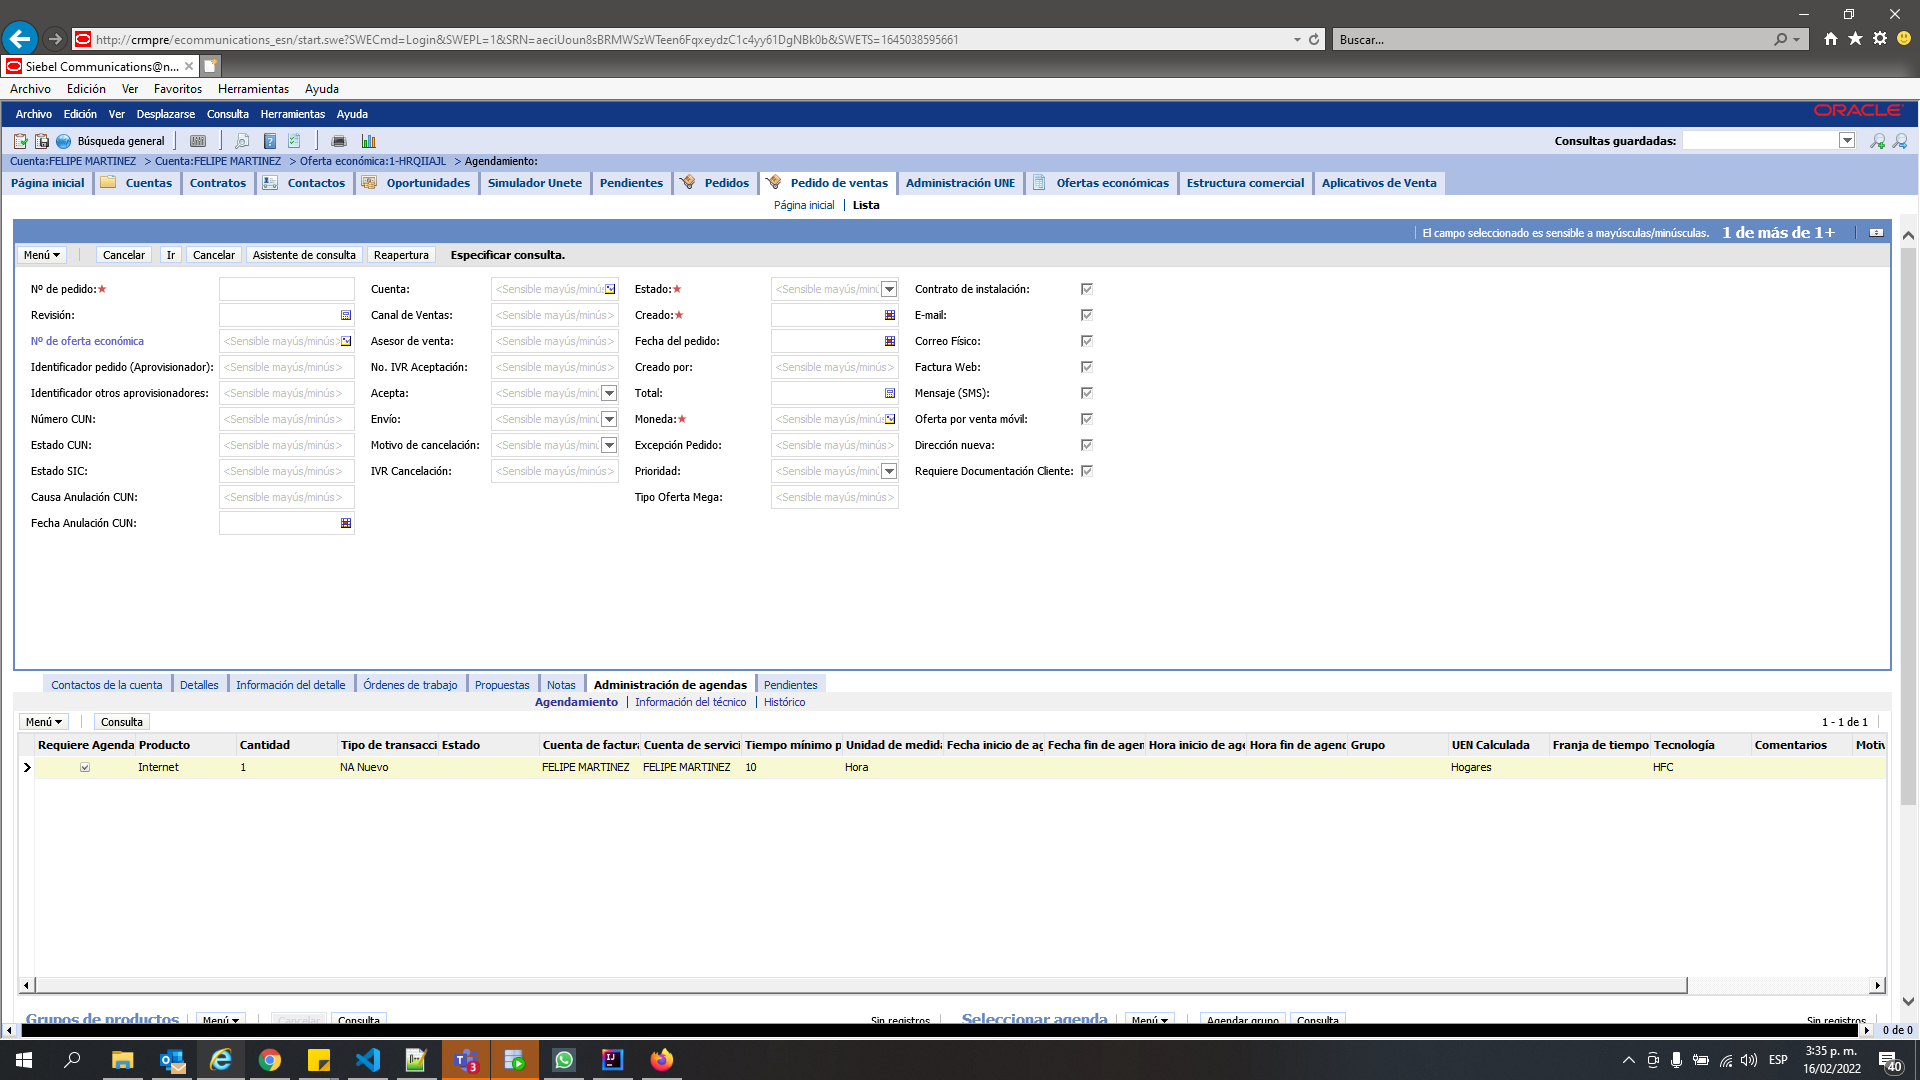 http://crmpre/ecommunications_esn/start.swe?SWECmd=Login&SWEPL=1&SRN=aeciUoun8sBRMWSzWTeen6FqxeydzC1c4yy61DgNBk0b&SWETS=1645038595661
Buscar...
Siebel Communications@n...
Archivo Edición Ver Favoritos Herramientas Ayuda
Archivo Edición Ver Desplazarse Consulta Herramientas Ayuda
ORACLE
Búsqueda general
Consultas guardadas:
Cuenta:FELIPE MARTINEZ > Cuenta:FELIPE MARTINEZ > Oferta económica:1-HRQIIAJL > Agendamiento:
Página inicial Cuentas Contratos Contactos Oportunidades Simulador Unete Pendientes Pedidos Pedido de ventas Administración UNE Ofertas económicas Estructura comercial Aplicativos de Venta
Página inicial Lista
El campo seleccionado es sensible a mayúsculas/minúsculas. 1 de más de 1+
Menú Cancelar Ir Cancelar Asistente de consulta Reapertura Especificar consulta.
Nº de pedido:★ Cuenta: <Sensible mayús/minús Estado:★ <Sensible mayús/minú Contrato de instalación:
Revisión: Canal de Ventas: <Sensible mayús/minús> Creado:★ E-mail:
Nº de oferta económica <Sensible mayús/minús> Asesor de venta: <Sensible mayús/minús> Fecha del pedido: Correo Físico:
Identificador pedido (Aprovisionador): <Sensible mayús/minús> No. IVR Aceptación: <Sensible mayús/minús> Creado por: <Sensible mayús/minús> Factura Web:
Identificador otros aprovisionadores: <Sensible mayús/minús> Acepta: <Sensible mayús/minú Total: Mensaje (SMS):
Número CUN: <Sensible mayús/minús> Envío: <Sensible mayús/minú Moneda:★ <Sensible mayús/minús Oferta por venta móvil:
Estado CUN: <Sensible mayús/minús> Motivo de cancelación: <Sensible mayús/minú Excepción Pedido: <Sensible mayús/minús> Dirección nueva:
Estado SIC: <Sensible mayús/minús> IVR Cancelación: <Sensible mayús/minús> Prioridad: <Sensible mayús/minú Requiere Documentación Cliente:
Causa Anulación CUN: <Sensible mayús/minús> Tipo Oferta Mega: <Sensible mayús/minús>
Fecha Anulación CUN:
Contactos de la cuenta Detalles Información del detalle Órdenes de trabajo Propuestas Notas Administración de agendas Pendientes
Agendamiento Información del técnico Histórico
Menú Consulta 1 - 1 de 1
Requiere Agenda Producto Cantidad Tipo de transacci Estado Cuenta de factura Cuenta de servici Tiempo mínimo p Unidad de medida Fecha inicio de ag Fecha fin de agen Hora inicio de age Hora fin de agenc Grupo UEN Calculada Franja de tiempo Tecnología Comentarios Motiv
Internet 1 NA Nuevo FELIPE MARTINEZ FELIPE MARTINEZ 10 Hora Hogares HFC
Grupos de productos Menú Cancelar Consulta Sin registros Seleccionar agenda Menú Agendar grupo Consulta Sin registros
0 de 0
3
ESP
3:35 p. m.
16/02/2022
40